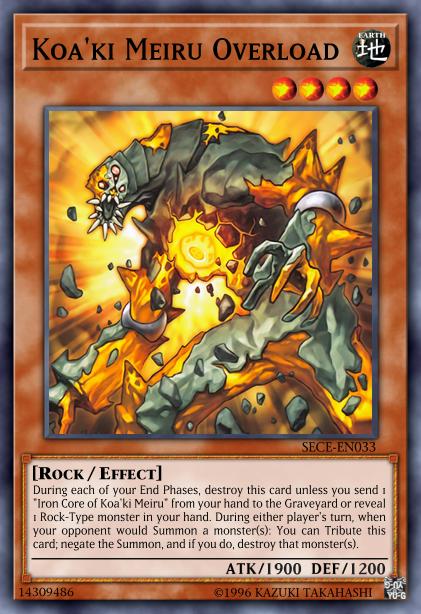 Koa'ki Meiru Overload
EARTH
地
SECE-EN033
[Rock / Effect]
During each of your End Phases, destroy this card unless you send 1
"Iron Core of Koa'ki Meiru" from your hand to the Graveyard or reveal
1 Rock-Type monster in your hand. During either player's turn, when
your opponent would Summon a monster(s): You can Tribute this
card; negate the Summon, and if you do, destroy that monster(s).
ATK/1900 DEF/1200
14309486
©1996 KAZUKI TAKAHASHI